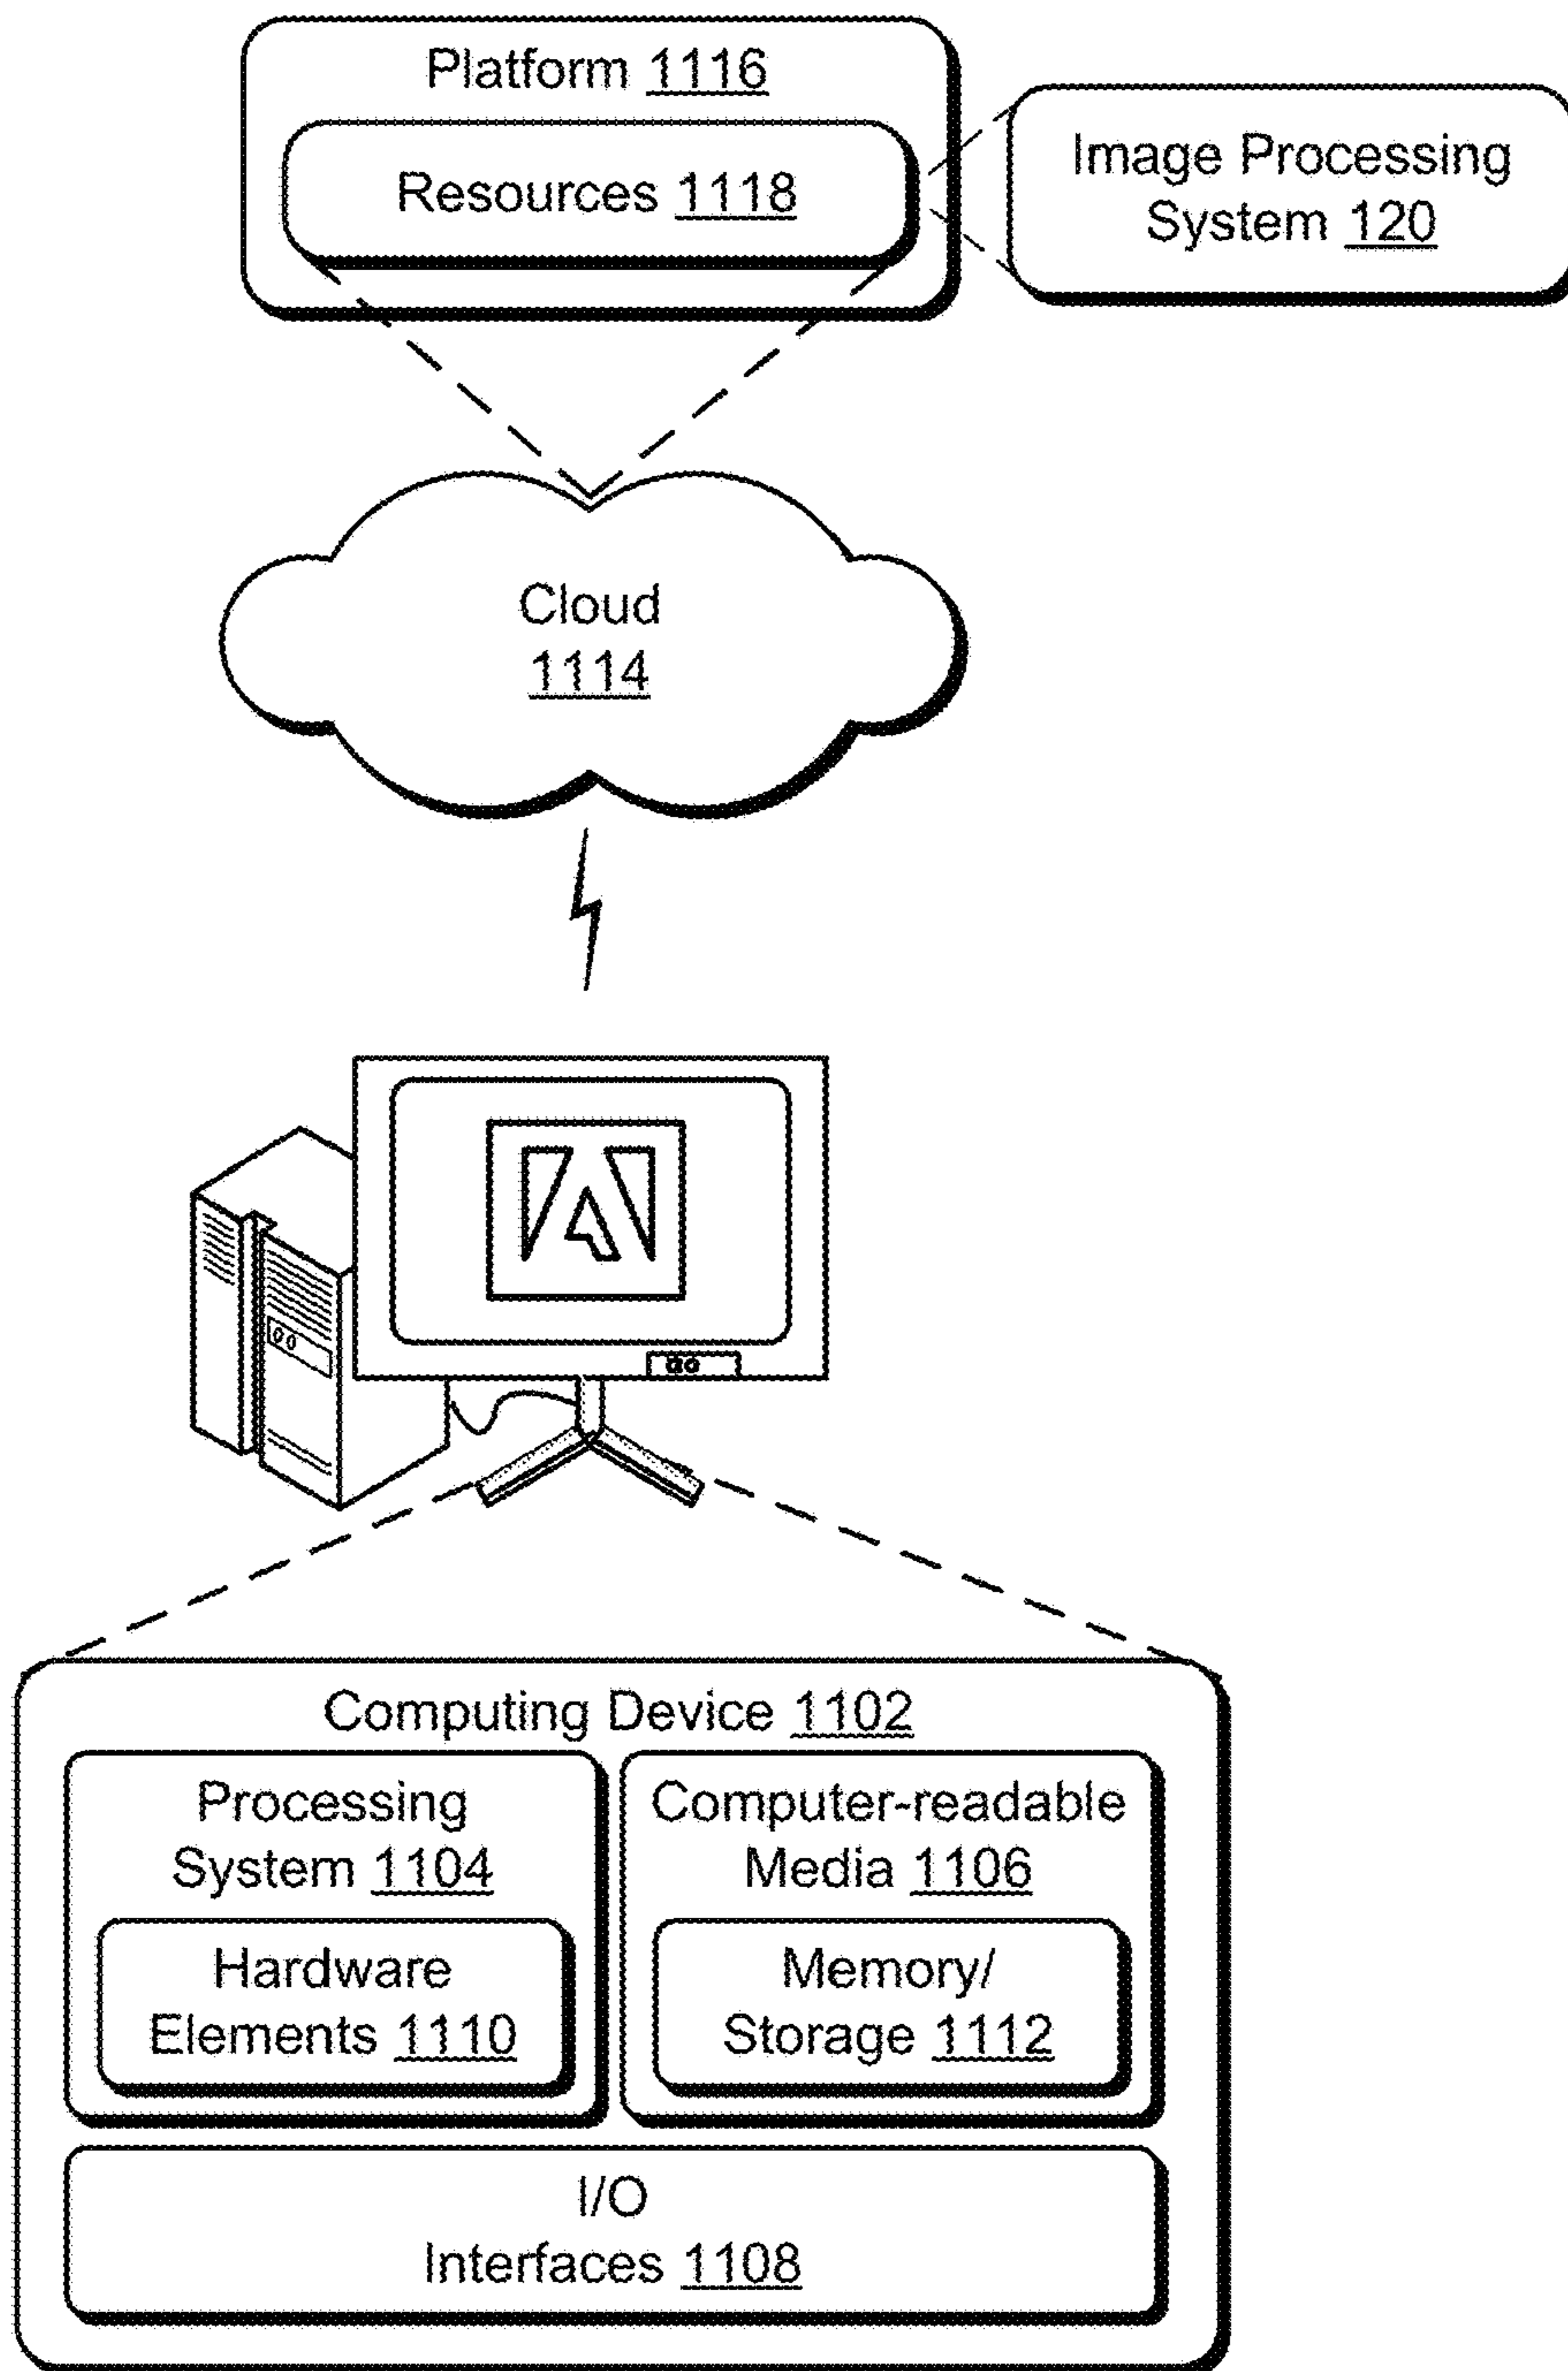 Platform 1116
Resources 1118
Image Processing
System 120
Cloud
1114
Computing Device 1102
Processing
System 1104
Hardware
Elements 1110
Computer-readable
Media 1106
Memory/
Storage 1112
I/O
Interfaces 1108